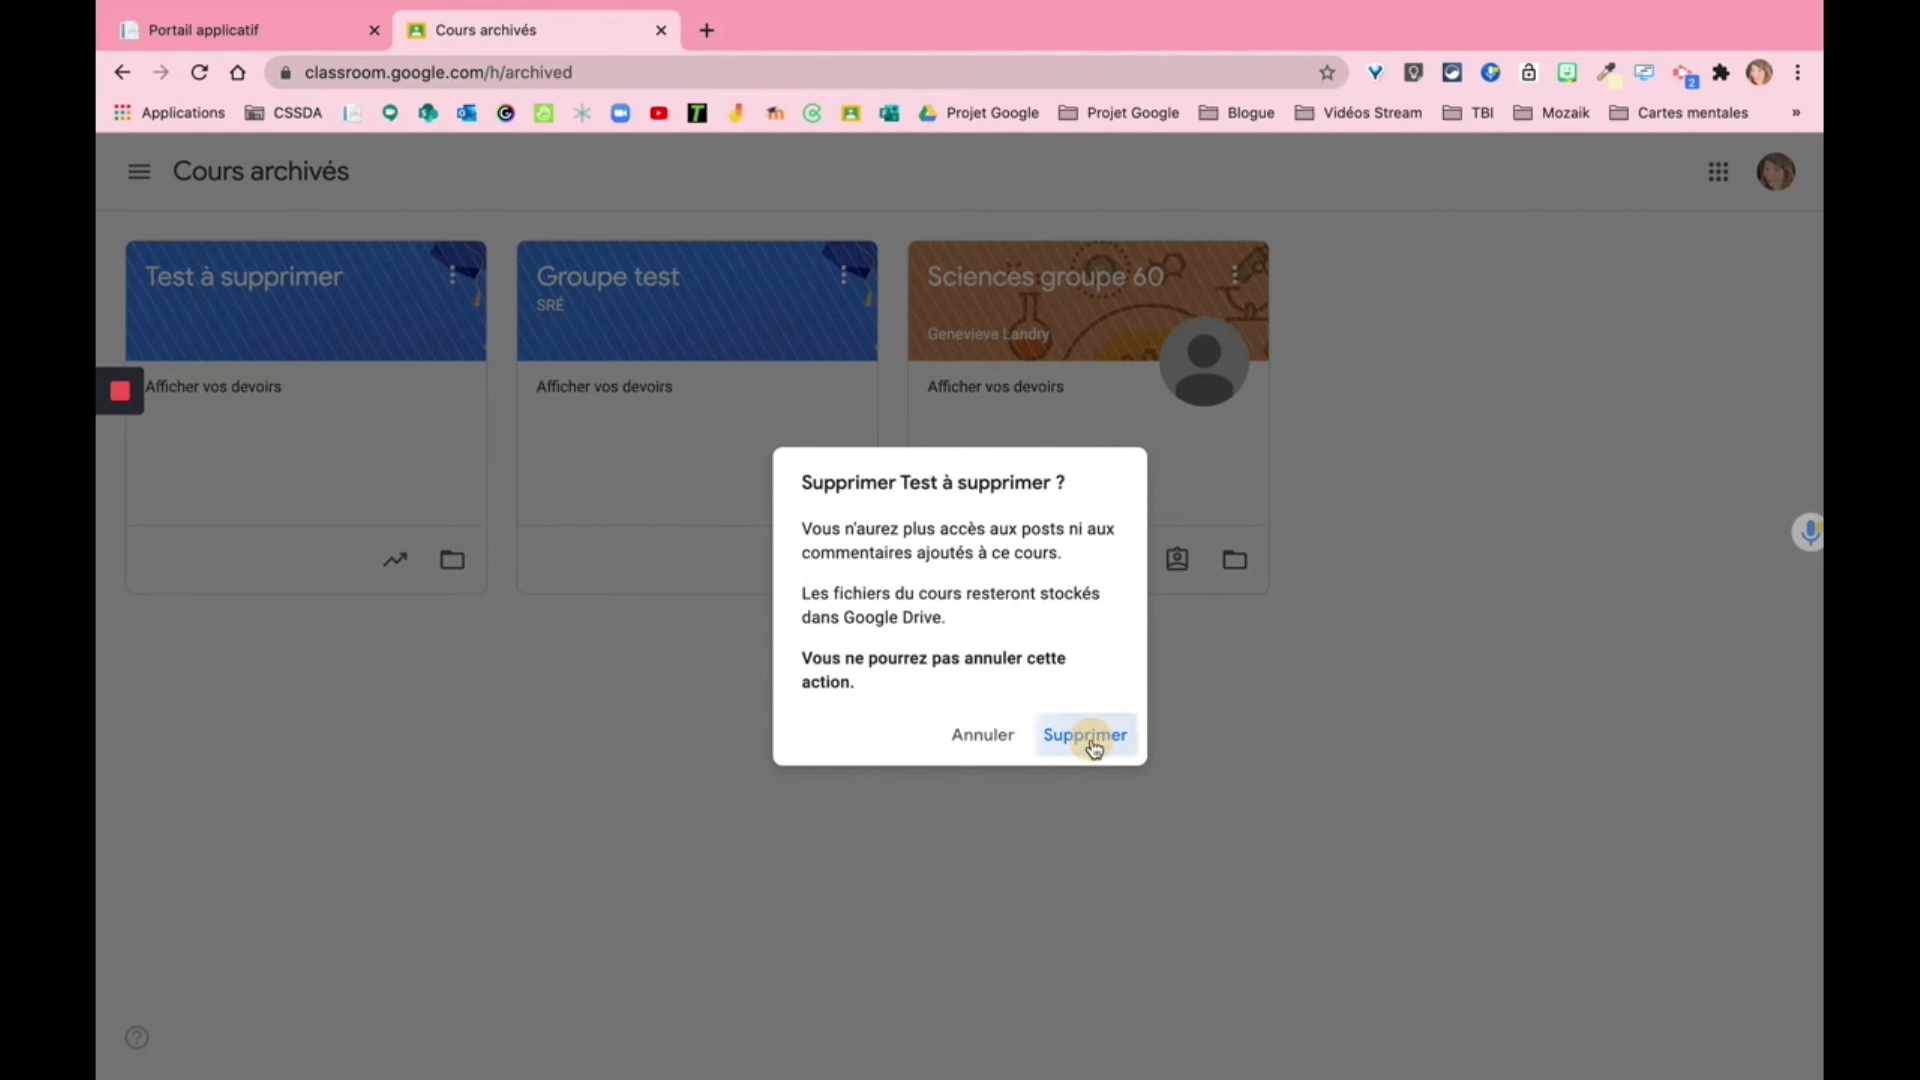 Portail applicatif
Cours archivés
classroom.google.com/h/archived
2
Applications
CSSDA
Projet Google
Projet Google
Blogue
Vidéos Stream
TBI
Mozaik
Cartes mentales
»
Cours archivés
Test à supprimer
Groupe test
SRÉ
Sciences groupe 60
Genevieve Landry
Afficher vos devoirs
Afficher vos devoirs
Afficher vos devoirs
Supprimer Test à supprimer ?
Vous n'aurez plus accès aux posts ni aux
commentaires ajoutés à ce cours.
Les fichiers du cours resteront stockés
dans Google Drive.
Vous ne pourrez pas annuler cette
action.
Annuler
Supprimer